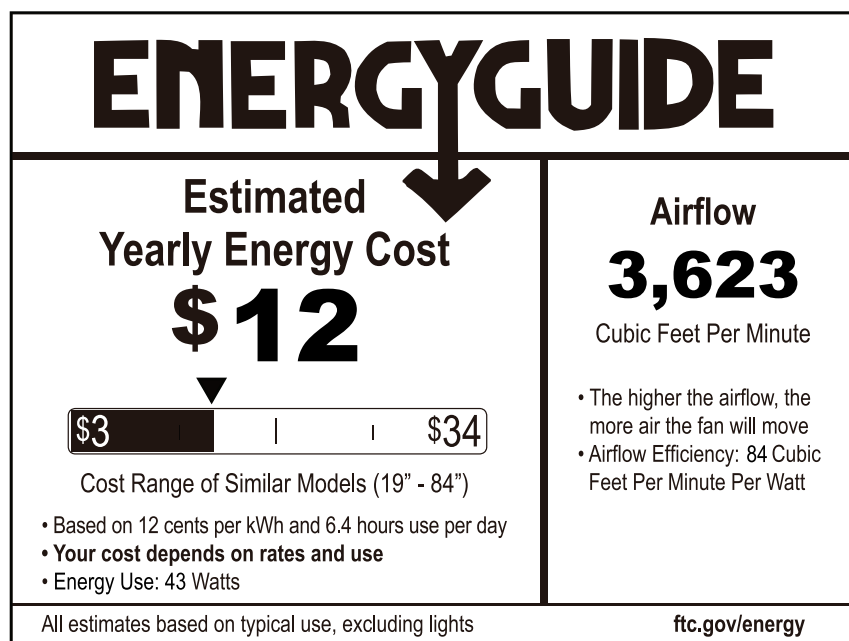 ENERGYGUIDE
Estimated
Yearly Energy Cost
$12
$3 $34
Cost Range of Similar Models (19” - 84”)
• Based on 12 cents per kWh and 6.4 hours use per day
• Your cost depends on rates and use
• Energy Use: 43 Watts
Airflow
3,623
Cubic Feet Per Minute
• The higher the airflow, the
more air the fan will move
• Airflow Efficiency: 84 Cubic
Feet Per Minute Per Watt
All estimates based on typical use, excluding lights
ftc.gov/energy